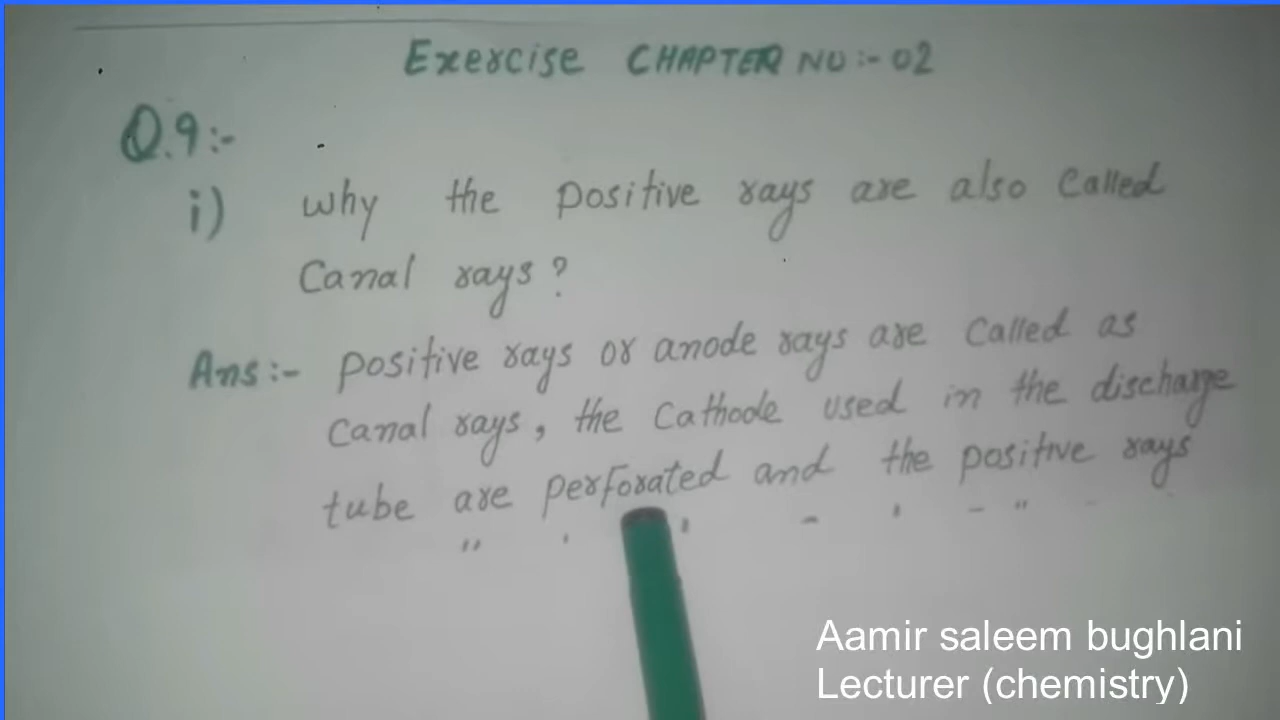 Exercise CHAPTER NO:- 02
Q.9:-
i) why the positive rays are also called
Canal rays?
Ans:- positive rays or anode rays are called as
canal rays, the cathode used in the discharge
tube are perforated and the positive rays
Aamir saleem bughlani
Lecturer (chemistry)